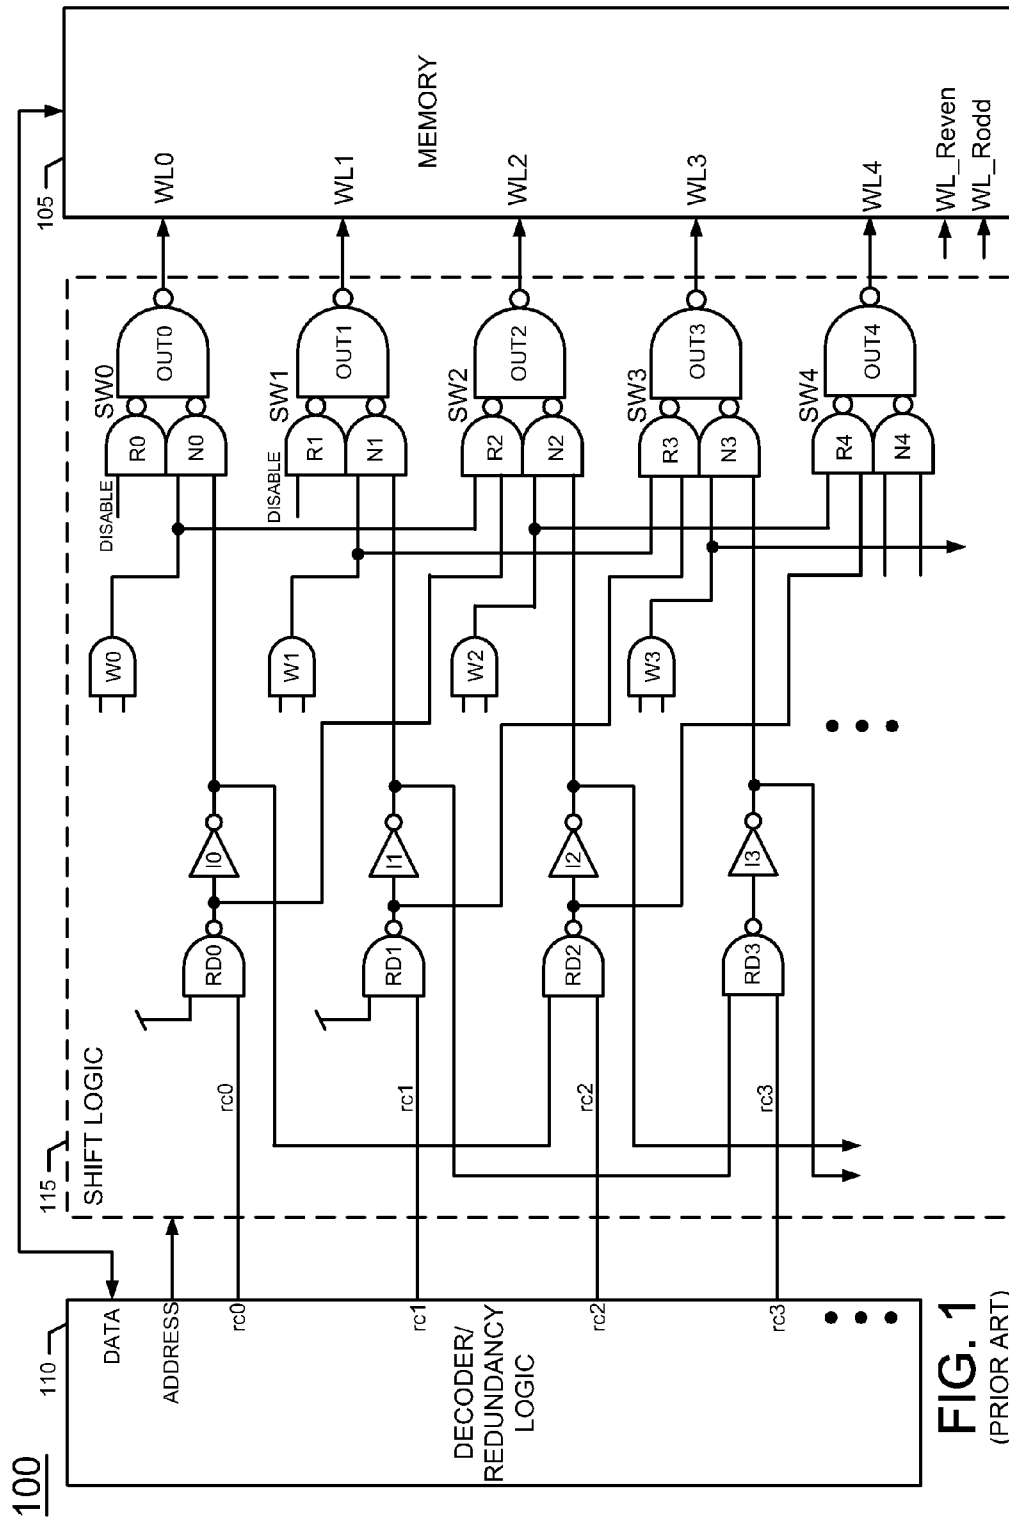 100
110
DATA
ADDRESS
rc0
rc1
rc2
rc3
DECODER/
REDUNDANCY
LOGIC
115
SHIFT LOGIC
rc0
rc1
rc2
rc3
RD0
RD1
RD2
RD3
I0
I1
I2
I3
W0
W1
W2
W3
DISABLE
DISABLE
SW0
R0
N0
OUT0
SW1
R1
N1
OUT1
SW2
R2
N2
OUT2
SW3
R3
N3
OUT3
SW4
R4
N4
OUT4
105
WL0
WL1
WL2
WL3
WL4
WL_Reven
WL_Rodd
MEMORY
FIG. 1
(PRIOR ART)